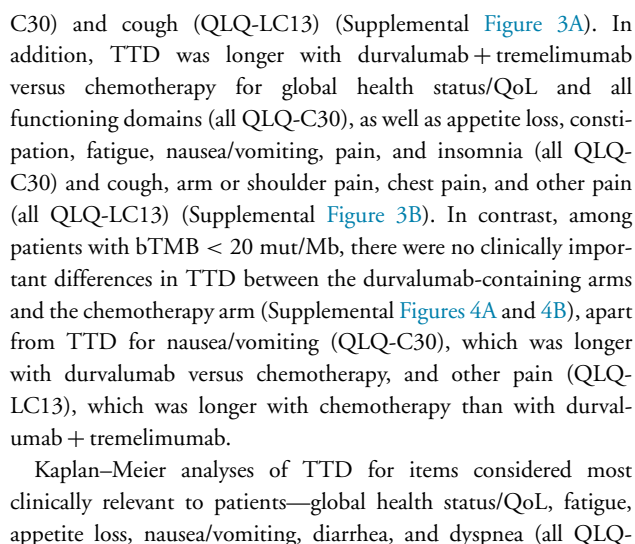 C30) and cough (QLQ-LC13) (Supplemental Figure 3A). In
addition, TTD was longer with durvalumab + tremelimumab
versus chemotherapy for global health status/QoL and all
functioning domains (all QLQ-C30), as well as appetite loss, consti-
pation, fatigue, nausea/vomiting, pain, and insomnia (all QLQ-
C30) and cough, arm or shoulder pain, chest pain, and other pain
(all QLQ-LC13) (Supplemental Figure 3B). In contrast, among
patients with bTMB < 20 mut/Mb, there were no clinically impor-
tant differences in TTD between the durvalumab-containing arms
and the chemotherapy arm (Supplemental Figures 4A and 4B), apart
from TTD for nausea/vomiting (QLQ-C30), which was longer
with durvalumab versus chemotherapy, and other pain (QLQ-
LC13), which was longer with chemotherapy than with durval-
umab + tremelimumab.
Kaplan–Meier analyses of TTD for items considered most
clinically relevant to patients—global health status/QoL, fatigue,
appetite loss, nausea/vomiting, diarrhea, and dyspnea (all QLQ-